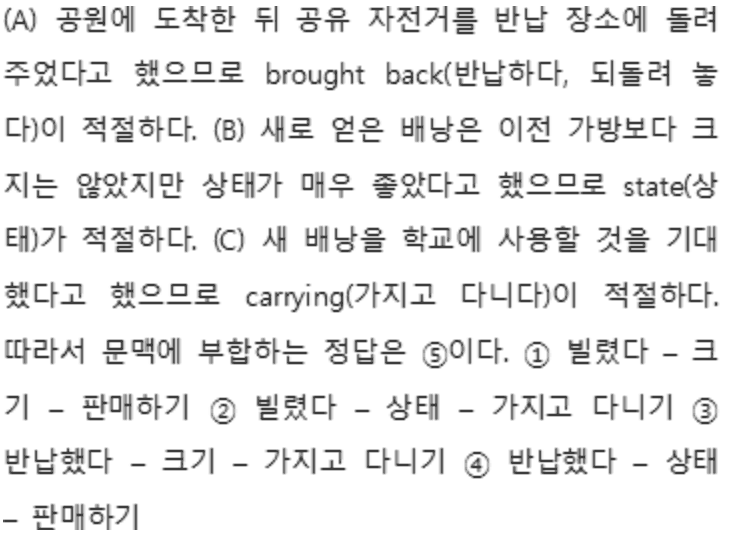 (A) 공원에 도착한 뒤 공유 자전거를 반납 장소에 돌려
주었다고 했으므로 brought back(반납하다, 되돌려 놓
다)이 적절하다. (B) 새로 얻은 배낭은 이전 가방보다 크
지는 않았지만 상태가 매우 좋았다고 했으므로 state(상
태)가 적절하다. (C) 새 배낭을 학교에 사용할 것을 기대
했다고 했으므로 carrying(가지고 다니다)이 적절하다.
따라서 문맥에 부합하는 정답은 ⑤이다. ① 빌렸다 – 크
기 – 판매하기 ② 빌렸다 – 상태 – 가지고 다니기 ③
반납했다 – 크기 – 가지고 다니기 ④ 반납했다 – 상태
– 판매하기